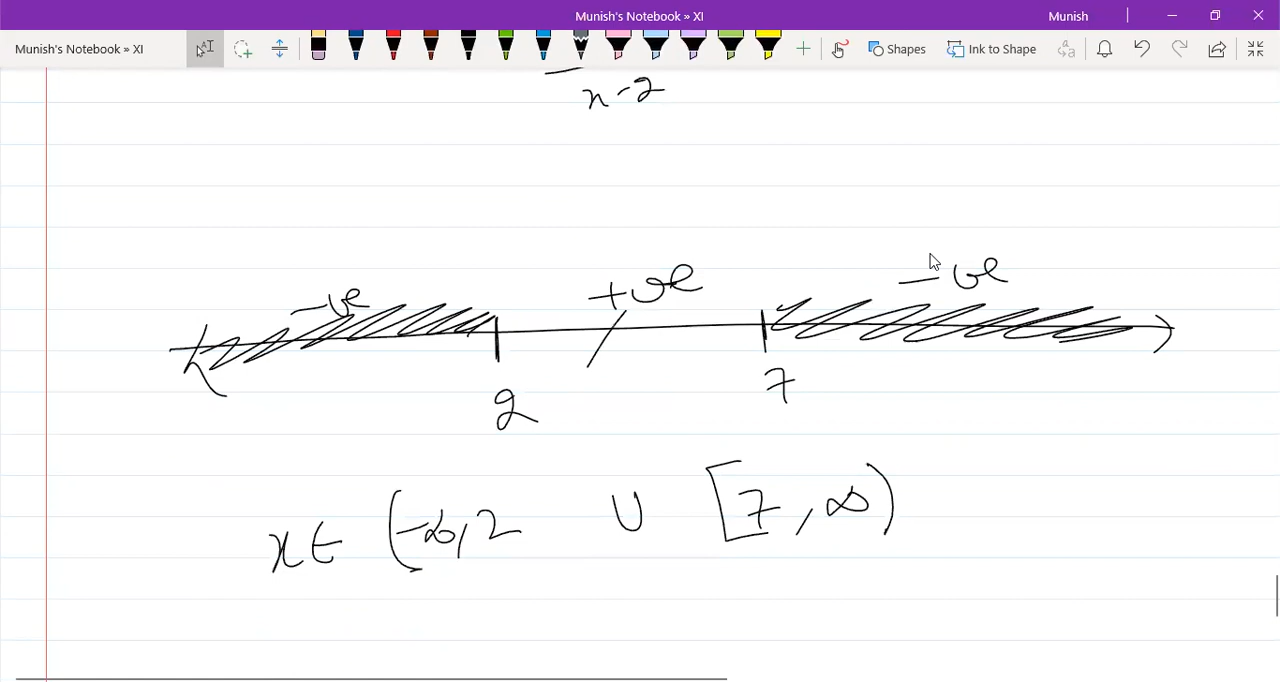 Munish's Notebook » XI
Munish
Munish's Notebook » XI
Shapes
Ink to Shape
x-2
-ve
+ve
-ve
2
7
x ∈ (-∞, 2 ∪ [7, ∞)